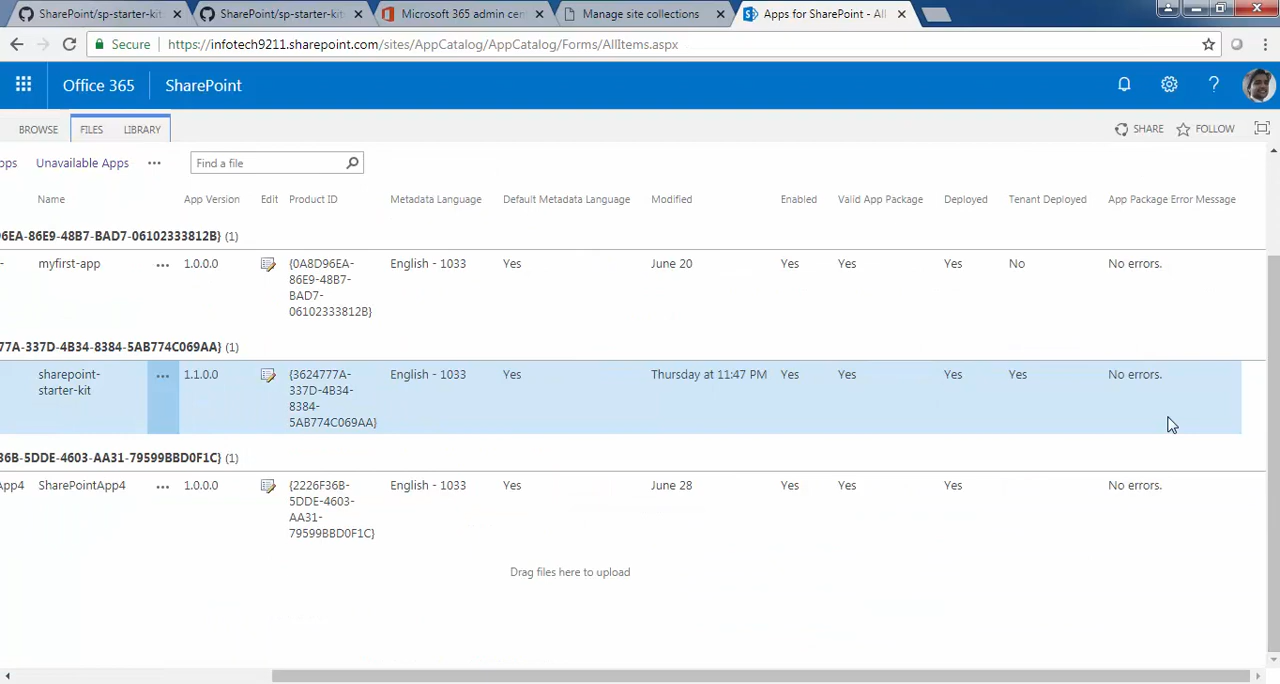 SharePoint/sp-starter-kit: SharePoint/sp-starter-kit: Microsoft 365 admin cen Manage site collections Apps for SharePoint - All
Secure https://infotech9211.sharepoint.com/sites/AppCatalog/AppCatalog/Forms/AllItems.aspx
Office 365 SharePoint ?
BROWSE FILES LIBRARY SHARE FOLLOW
pps Unavailable Apps ••• Find a file
Name App Version Edit Product ID Metadata Language Default Metadata Language Modified Enabled Valid App Package Deployed Tenant Deployed App Package Error Message
96EA-86E9-48B7-BAD7-06102333812B} (1)
- myfirst-app ••• 1.0.0.0 {0A8D96EA- English - 1033 Yes June 20 Yes Yes Yes No No errors.
86E9-48B7-
BAD7-
06102333812B}
77A-337D-4B34-8384-5AB774C069AA} (1)
sharepoint- ••• 1.1.0.0 {3624777A- English - 1033 Yes Thursday at 11:47 PM Yes Yes Yes Yes No errors.
starter-kit 337D-4B34-
8384-
5AB774C069AA}
36B-5DDE-4603-AA31-79599BBD0F1C} (1)
App4 SharePointApp4 ••• 1.0.0.0 {2226F36B- English - 1033 Yes June 28 Yes Yes Yes No errors.
5DDE-4603-
AA31-
79599BBD0F1C}
Drag files here to upload